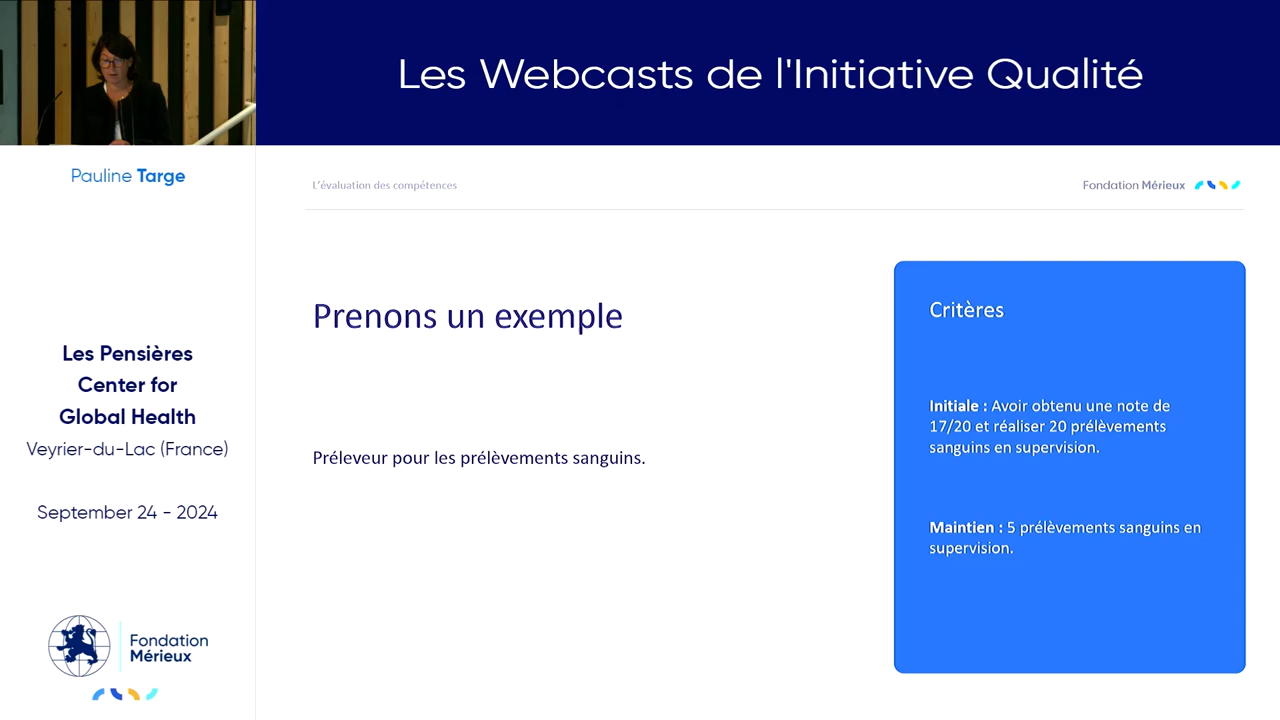 Les Webcasts de l'Initiative Qualité
Pauline Targe
Les Pensières
Center for
Global Health
Veyrier-du-Lac (France)
September 24 - 2024
Fondation
Mérieux
L'évaluation des compétences
Fondation Mérieux
Prenons un exemple
Préleveur pour les prélèvements sanguins.
Critères
Initiale : Avoir obtenu une note de
17/20 et réaliser 20 prélèvements
sanguins en supervision.
Maintien : 5 prélèvements sanguins en
supervision.